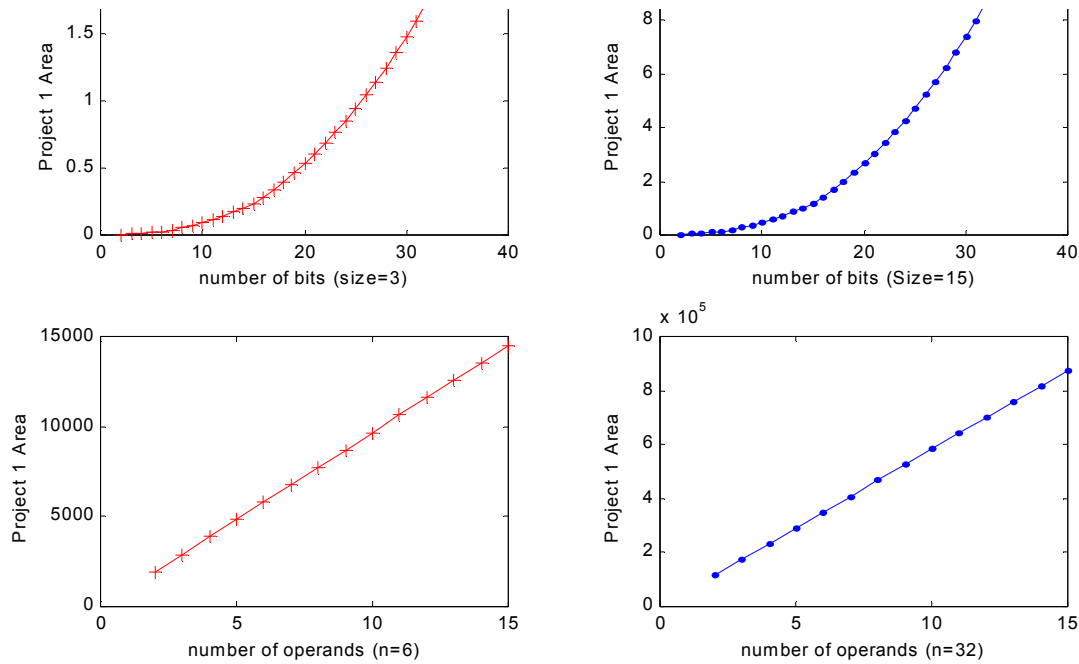 1.5
1
0.5
0
Project 1 Area
0 10 20 30 40
number of bits (size=3)
8
6
4
2
0
Project 1 Area
0 10 20 30 40
number of bits (Size=15)
15000
10000
5000
0
Project 1 Area
0 5 10 15
number of operands (n=6)
x 10^5
10
8
6
4
2
0
Project 1 Area
0 5 10 15
number of operands (n=32)